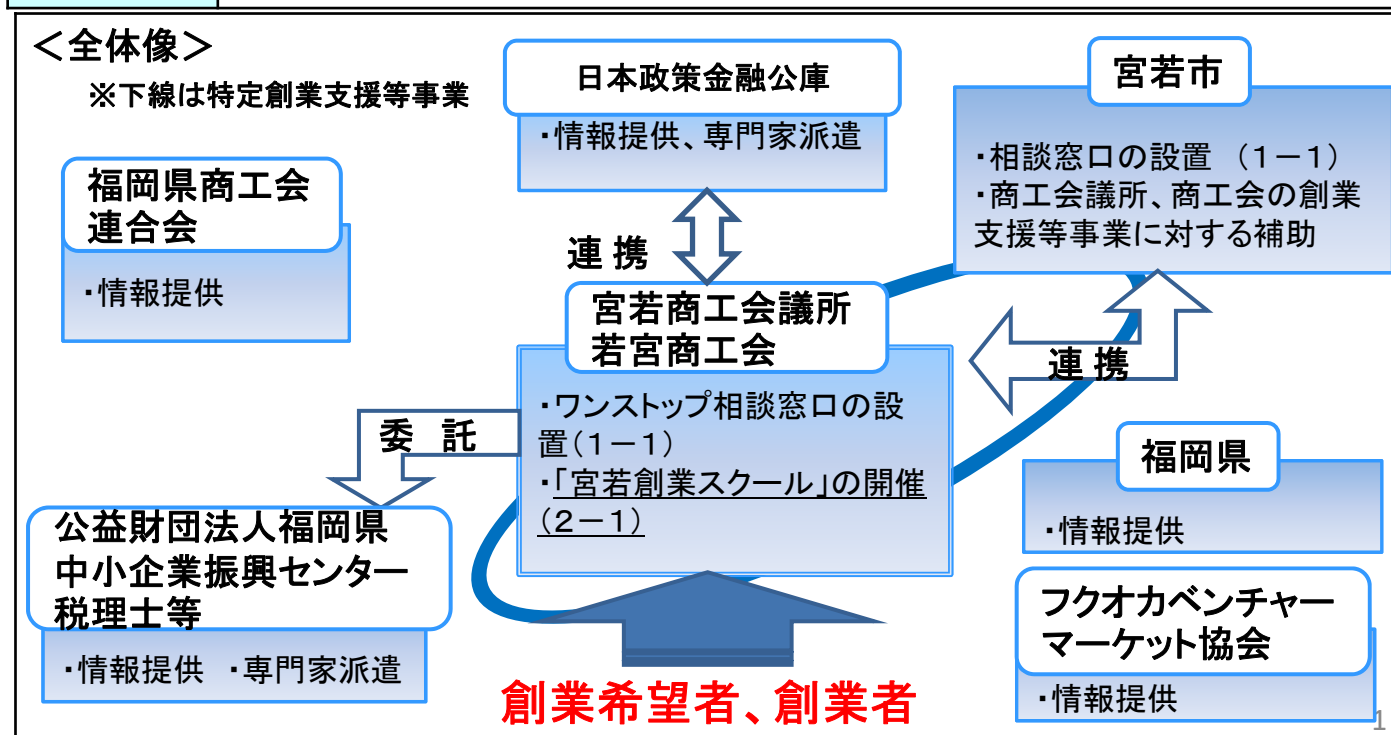 ＜全体像＞
※下線は特定創業支援等事業
日本政策金融公庫
・情報提供、専門家派遣
宮若市
・相談窓口の設置　（１－１）
・商工会議所、商工会の創業
支援等事業に対する補助
福岡県商工会
連合会
・情報提供
連 携
宮若商工会議所
若宮商工会
・ワンストップ相談窓口の設
置（１－１）
・「宮若創業スクール」の開催
（２－１）
連 携
委　託
公益財団法人福岡県
中小企業振興センター
税理士等
・情報提供　・専門家派遣
福岡県
・情報提供
フクオカベンチャー
マーケット協会
・情報提供
創業希望者、創業者
1